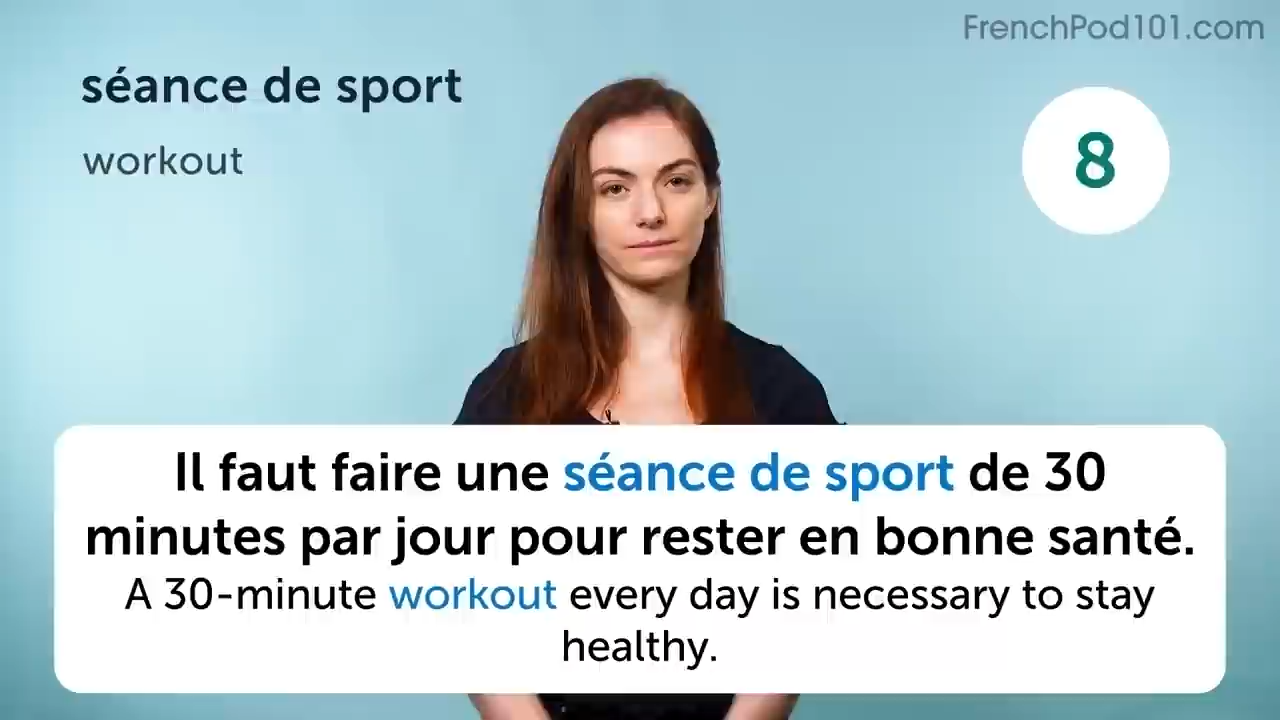 FrenchPod101.com
séance de sport
workout
8
Il faut faire une séance de sport de 30
minutes par jour pour rester en bonne santé.
A 30-minute workout every day is necessary to stay
healthy.